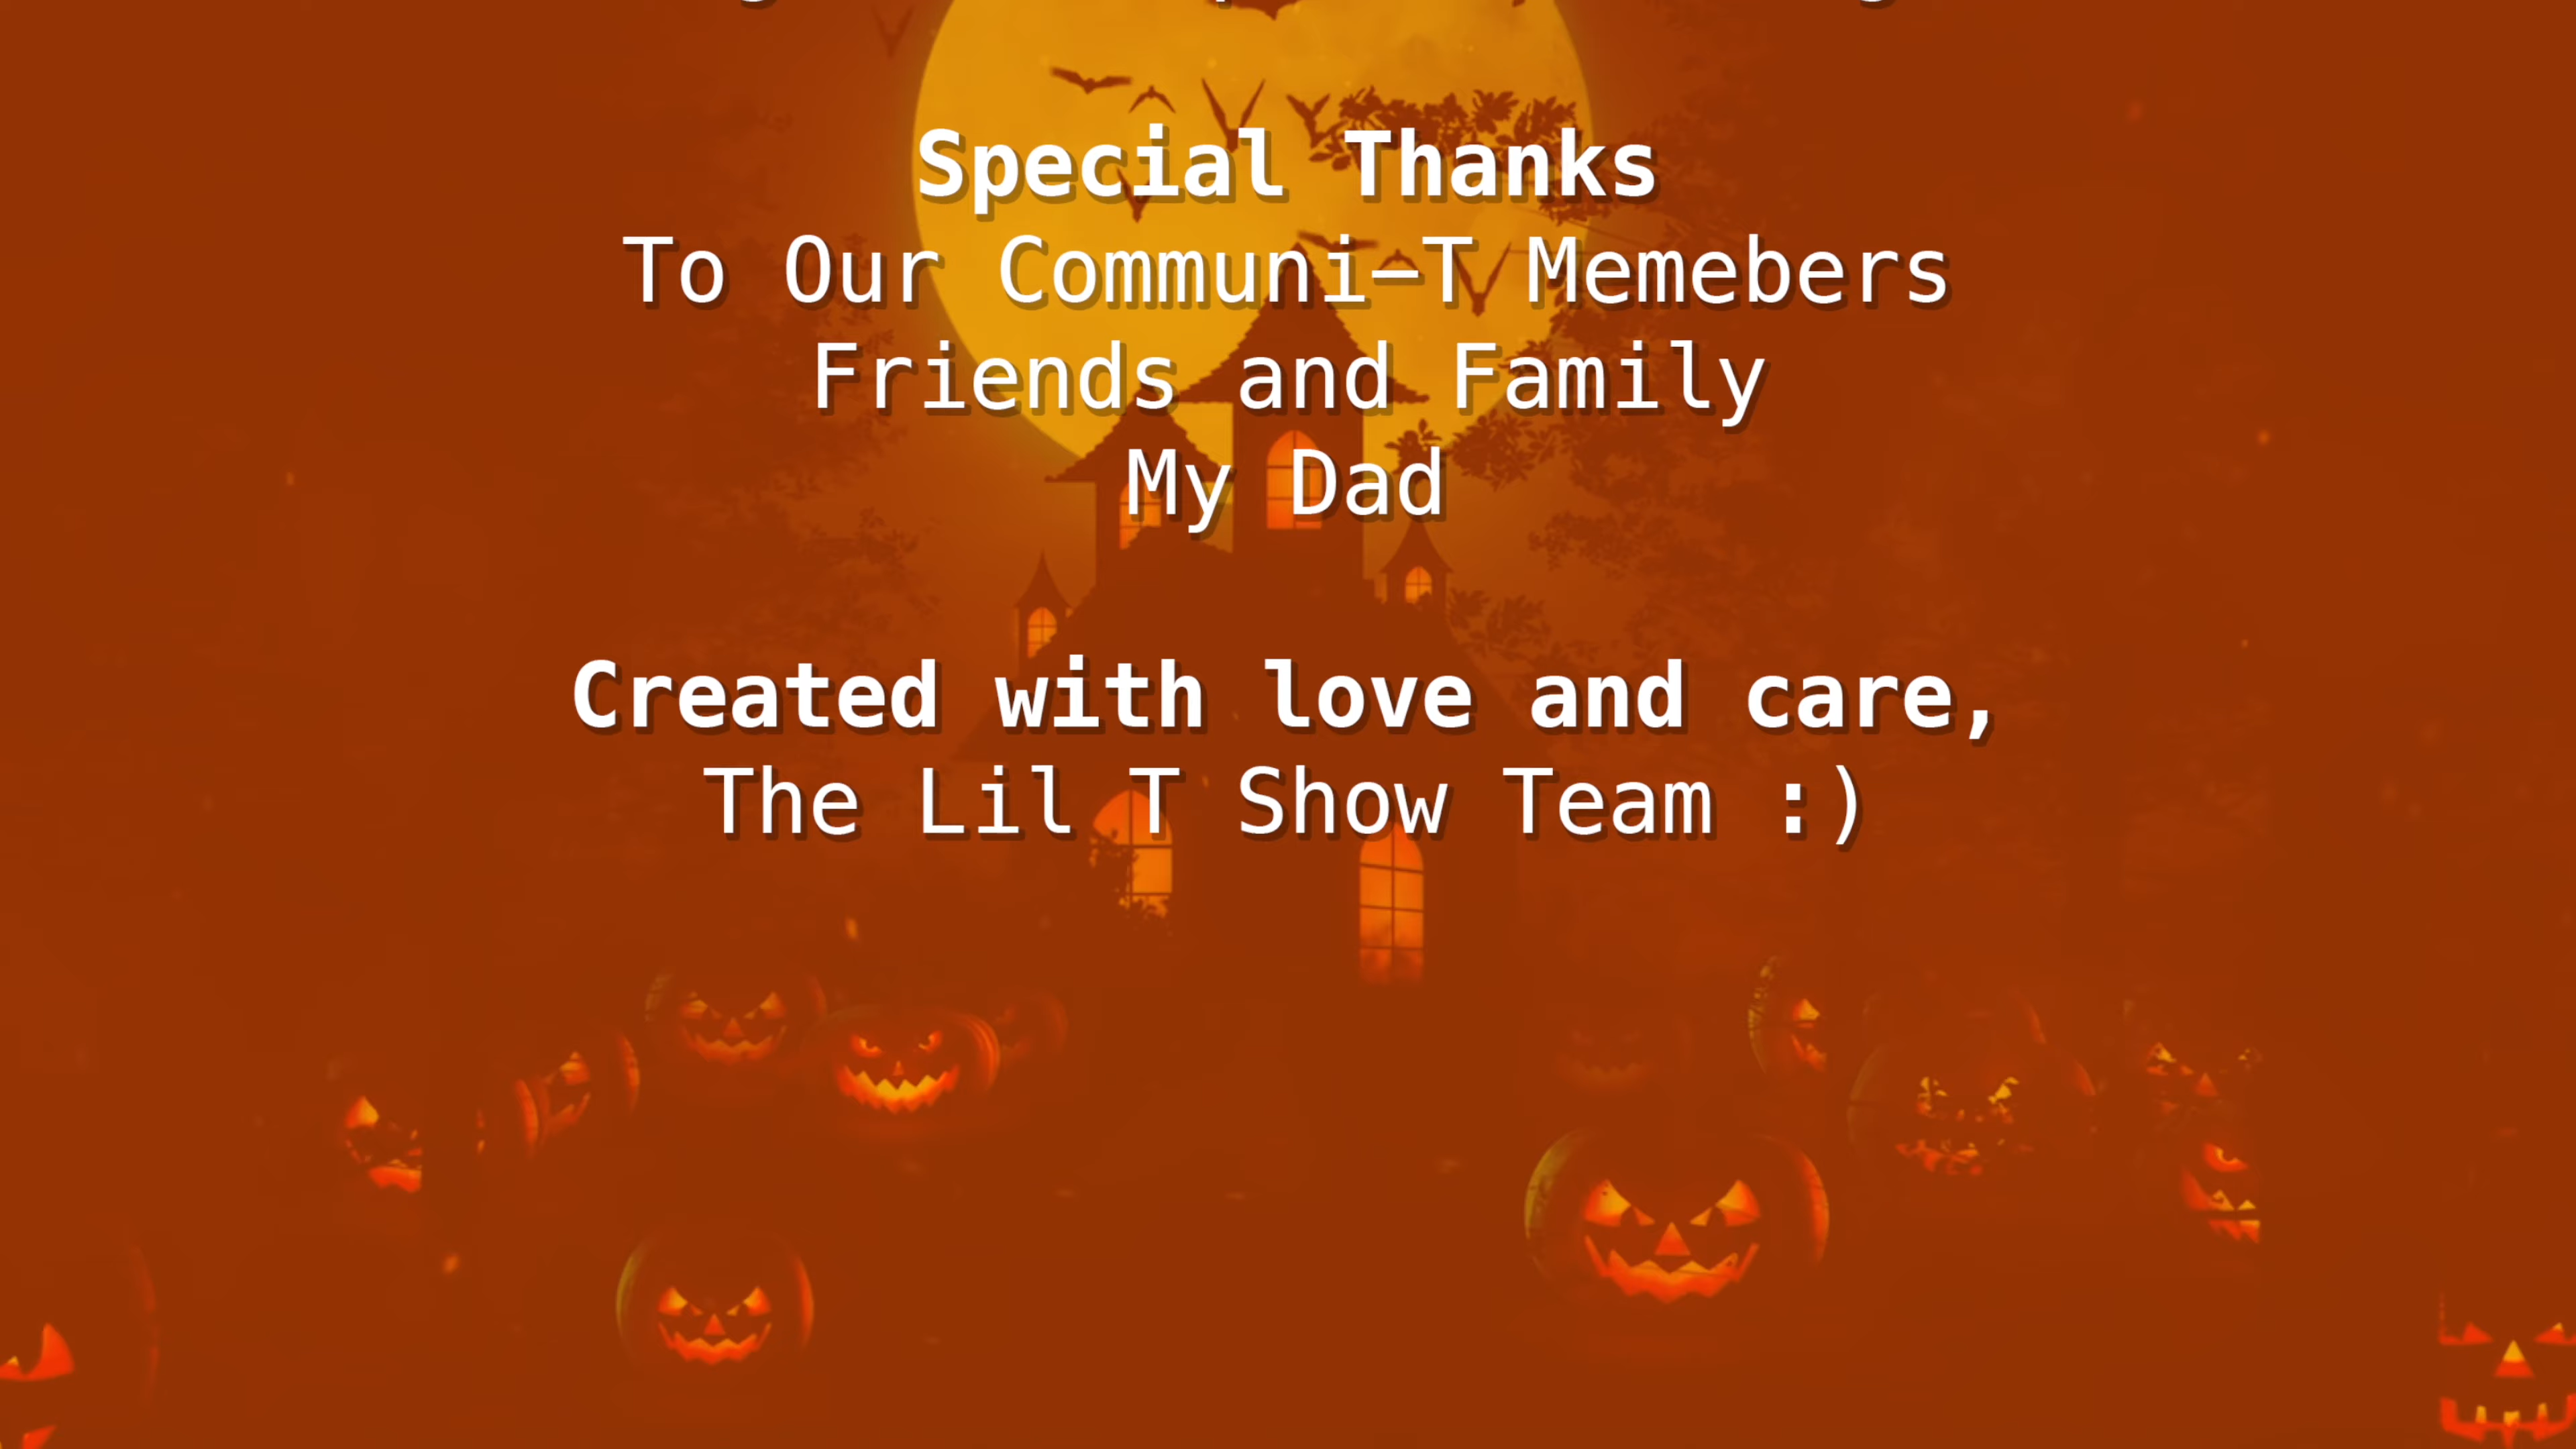 Special Thanks
To Our Communi–T Memebers
Friends and Family
My Dad
Created with love and care,
The Lil T Show Team :)